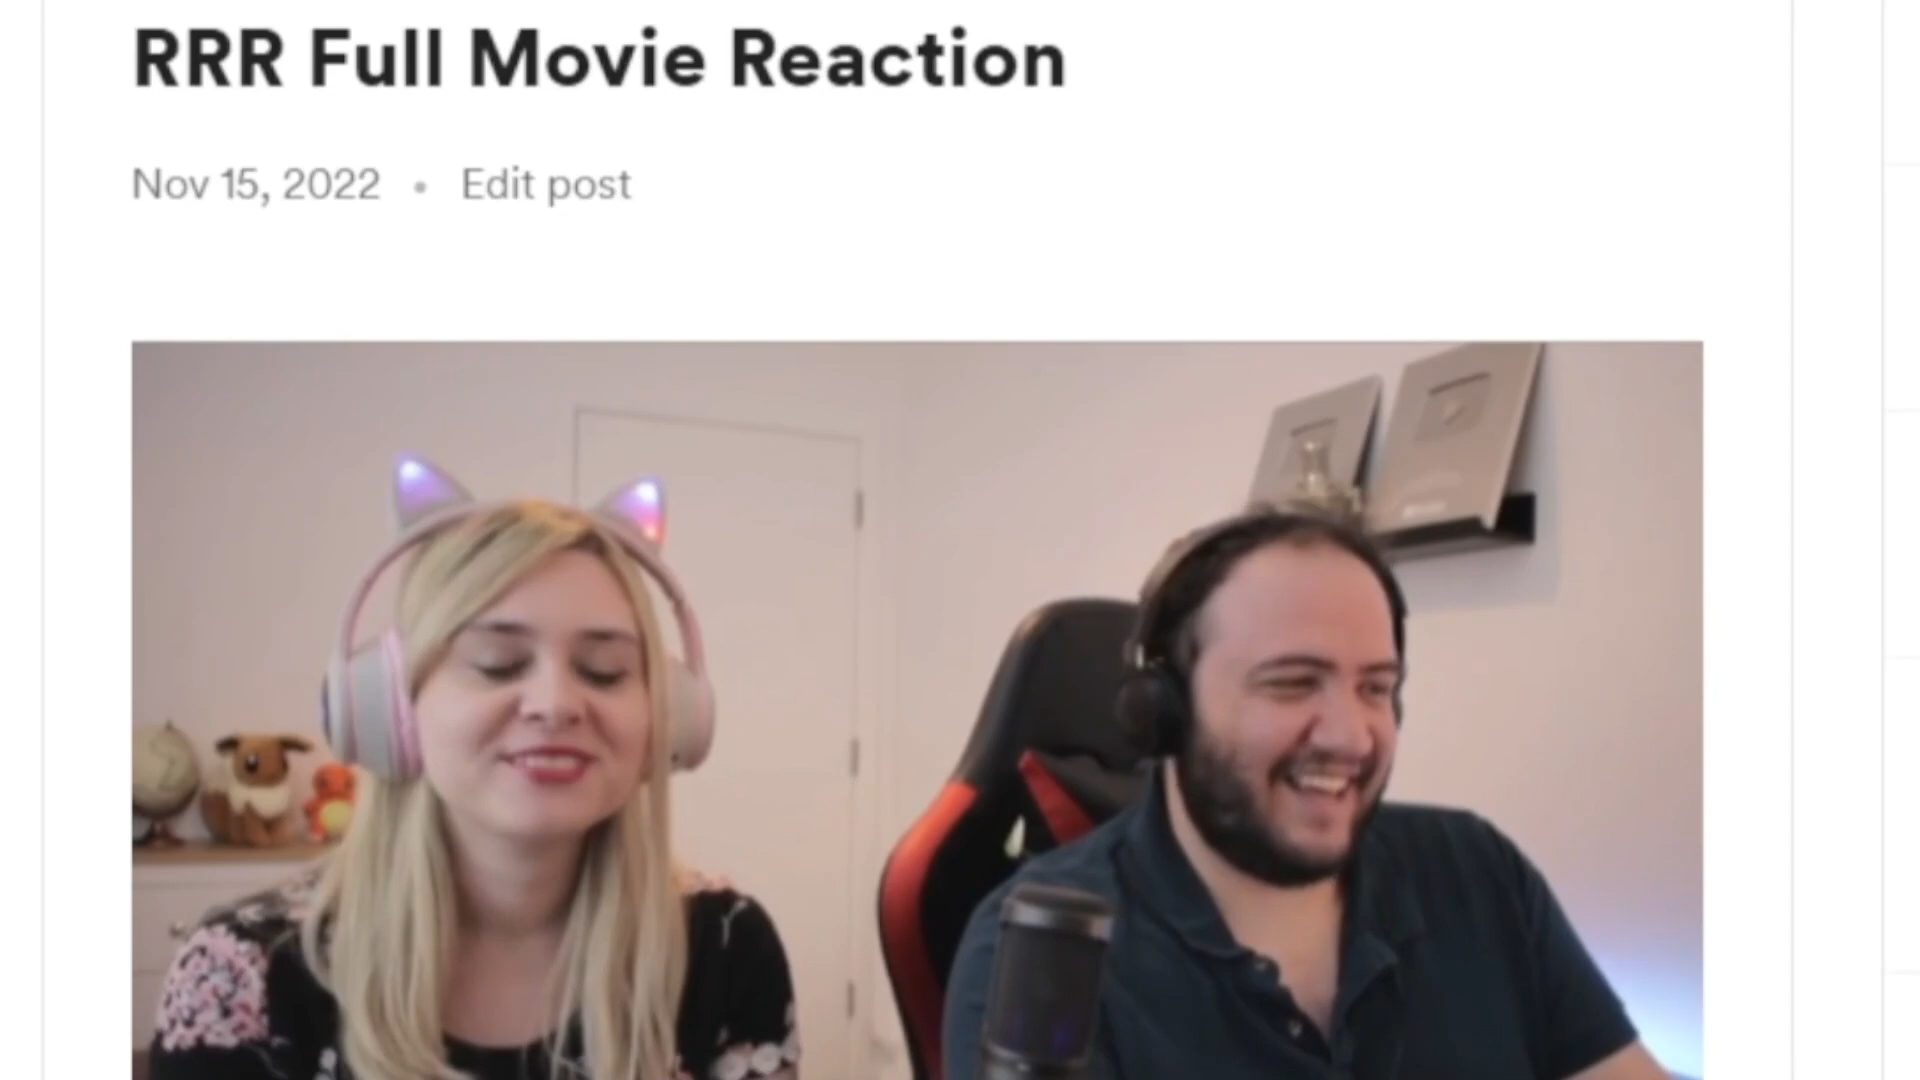 RRR Full Movie Reaction
Nov 15, 2022 • Edit post